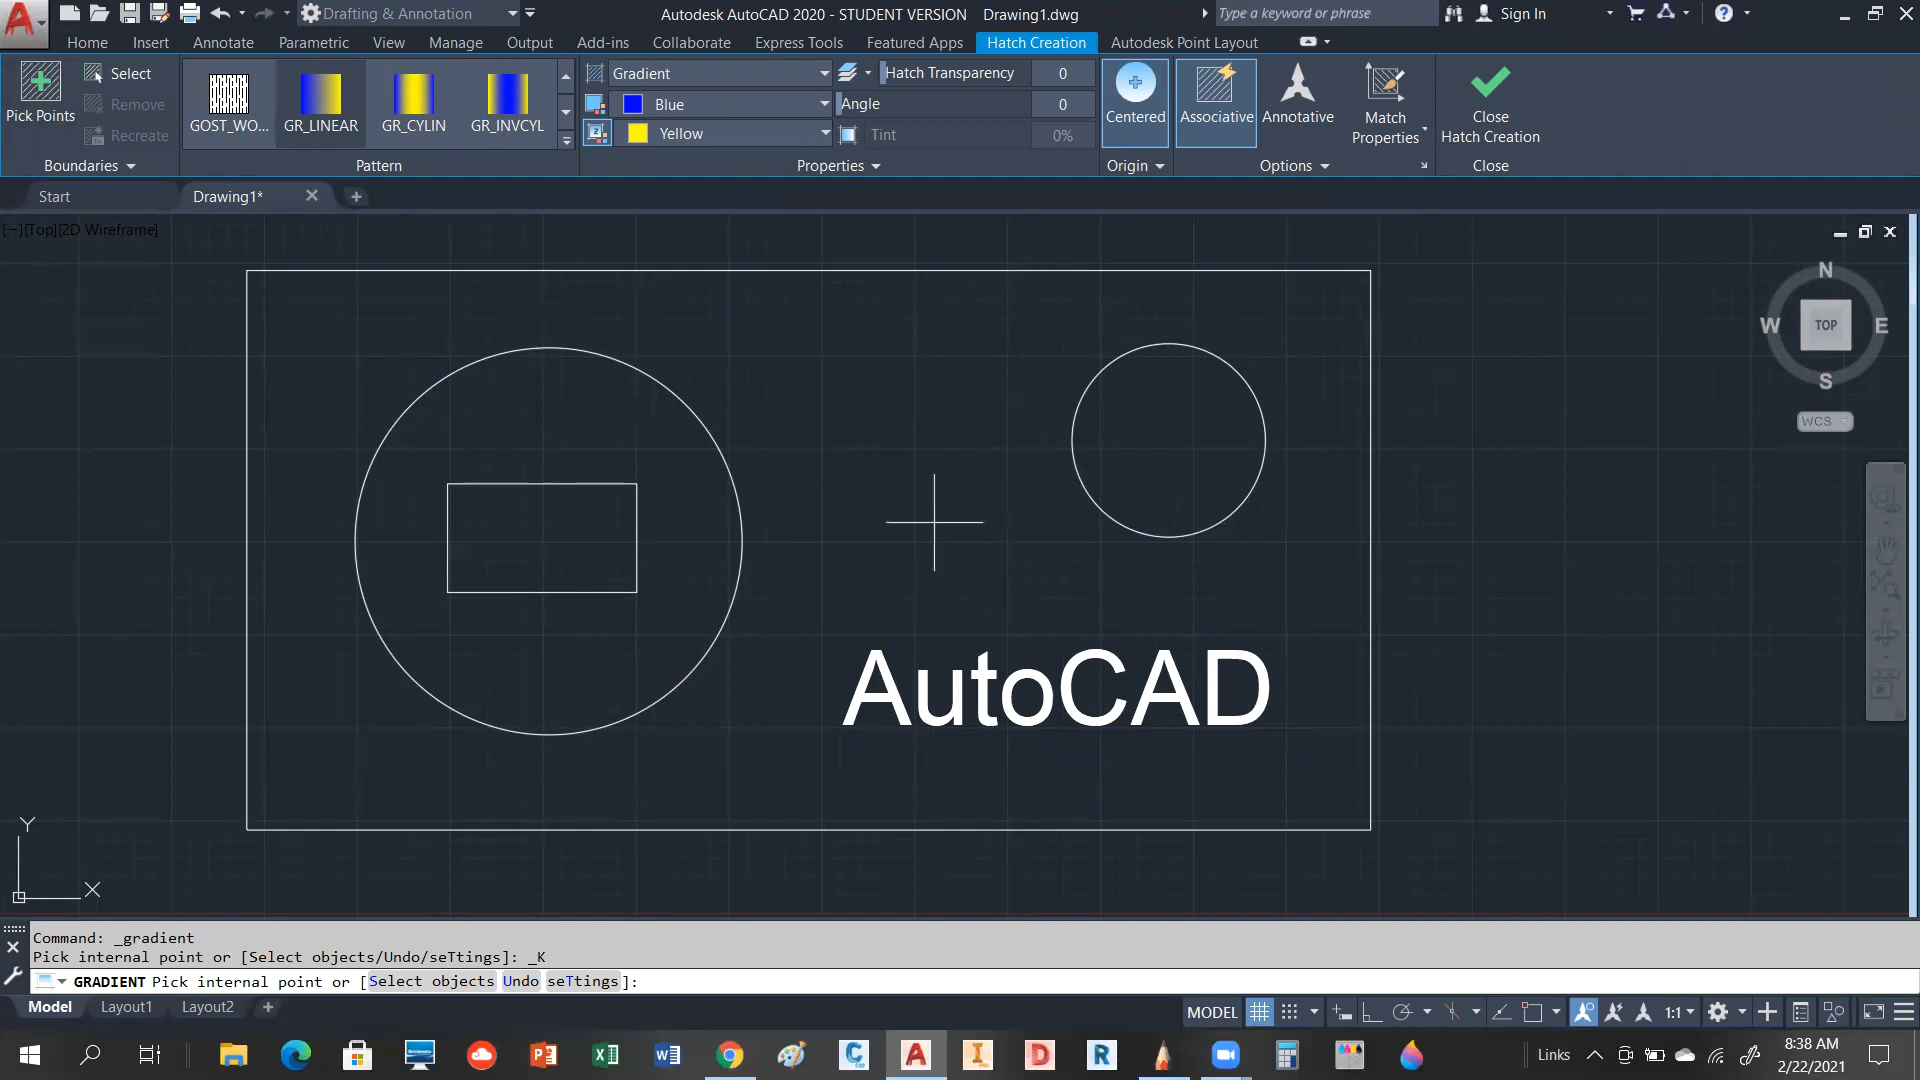 Drafting & Annotation
Autodesk AutoCAD 2020 - STUDENT VERSION Drawing1.dwg
Type a keyword or phrase
Sign In
Home Insert Annotate Parametric View Manage Output Add-ins Collaborate Express Tools Featured Apps Hatch Creation Autodesk Point Layout
Pick Points
Select
Remove
Recreate
Boundaries
GOST_WO... GR_LINEAR GR_CYLIN GR_INVCYL
Pattern
Gradient
Blue
Yellow
Hatch Transparency 0
Angle 0
Tint 0%
Properties
Centered
Origin
Associative
Annotative
Match Properties
Options
Close Hatch Creation
Close
Start Drawing1*
[−][Top][2D Wireframe]
N
W TOP E
S
WCS
AutoCAD
Y
X
Command: _gradient
Pick internal point or [Select objects/Undo/seTtings]: _K
GRADIENT Pick internal point or [Select objects Undo seTtings]:
Model Layout1 Layout2
MODEL
1:1
Links
8:38 AM
2/22/2021